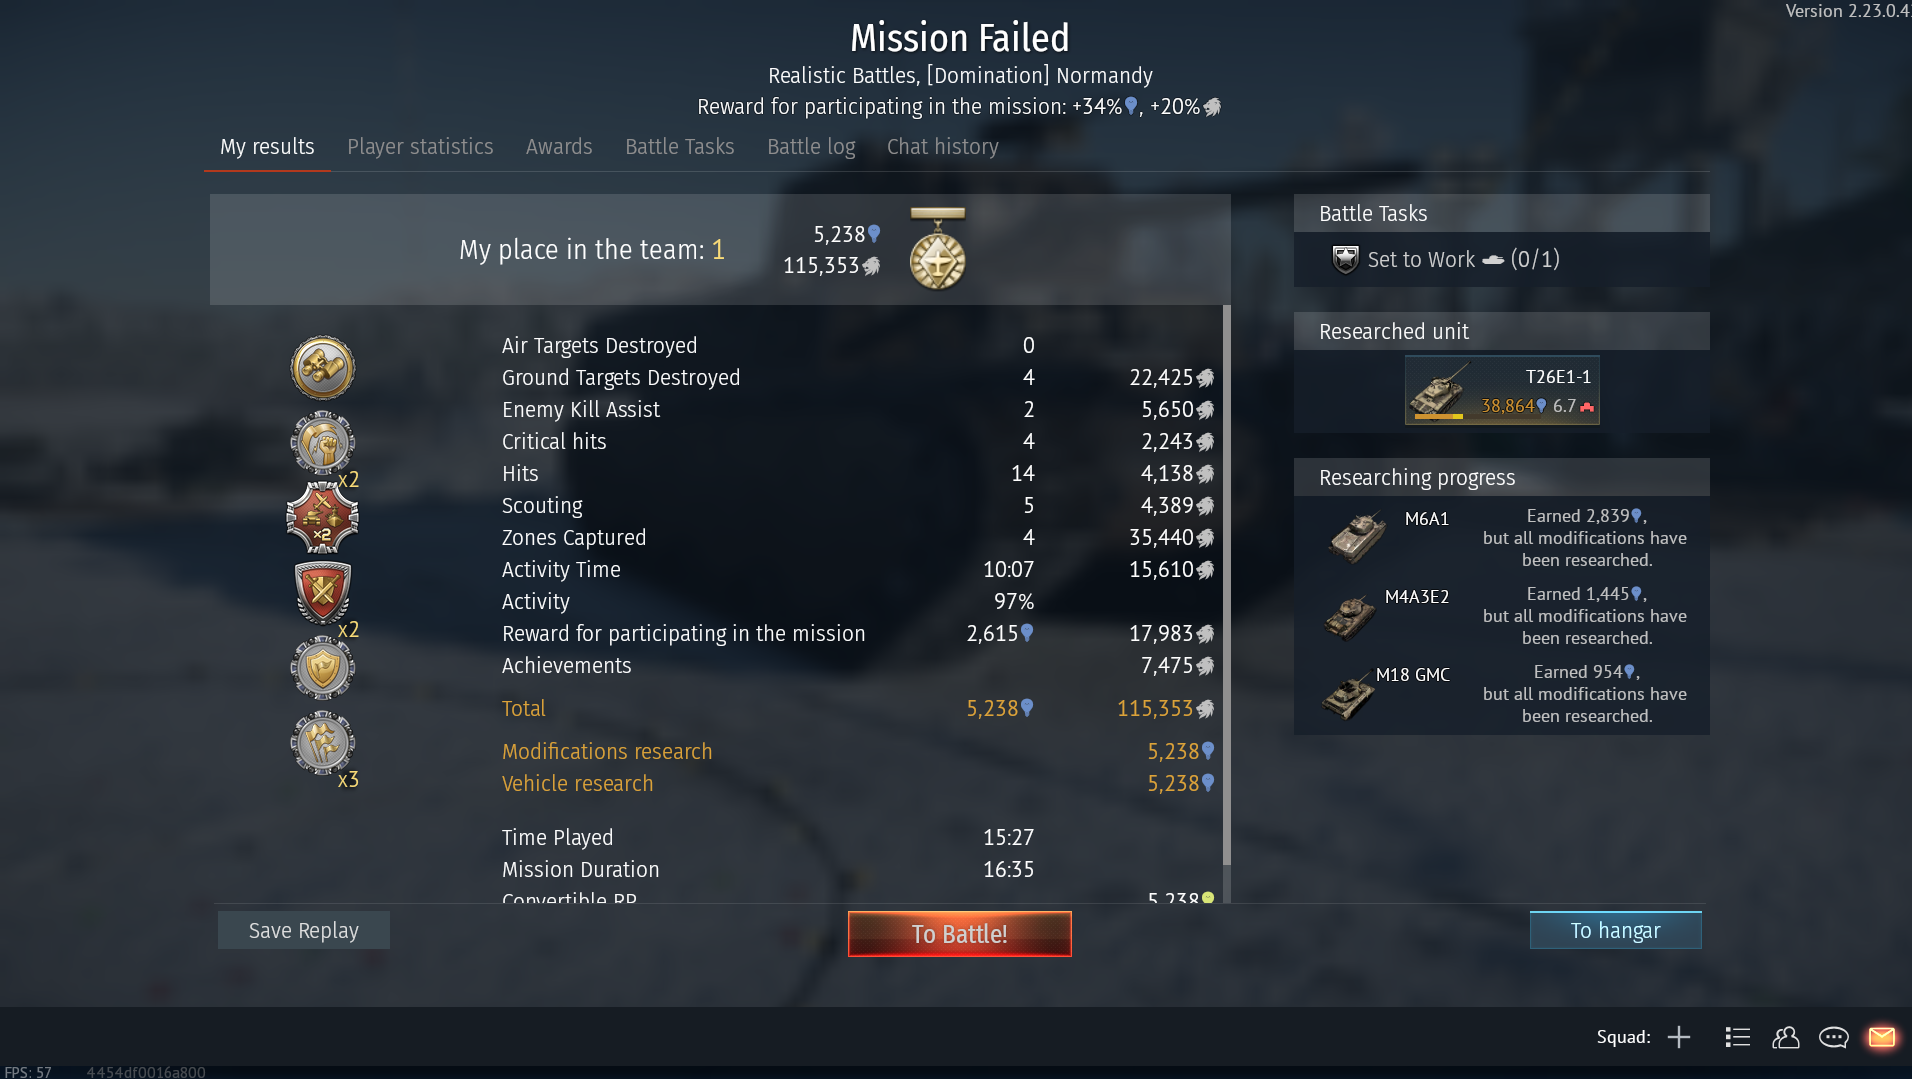 Version 2.23.0.4
Mission Failed
Realistic Battles, [Domination] Normandy
Reward for participating in the mission: +34%, +20%
My results Player statistics Awards Battle Tasks Battle log Chat history
My place in the team: 1
5,238
115,353
x2
x2
x2
x3
Air Targets Destroyed 0
Ground Targets Destroyed 4 22,425
Enemy Kill Assist 2 5,650
Critical hits 4 2,243
Hits 14 4,138
Scouting 5 4,389
Zones Captured 4 35,440
Activity Time 10:07 15,610
Activity 97%
Reward for participating in the mission 2,615 17,983
Achievements 7,475
Total 5,238 115,353
Modifications research 5,238
Vehicle research 5,238
Time Played 15:27
Mission Duration 16:35
Convertible RP 5,238
Battle Tasks
Set to Work (0/1)
Researched unit
T26E1-1
38,864 6.7
Researching progress
M6A1
Earned 2,839,
but all modifications have
been researched.
M4A3E2
Earned 1,445,
but all modifications have
been researched.
M18 GMC
Earned 954,
but all modifications have
been researched.
Save Replay
To Battle!
To hangar
Squad:
FPS: 57 4454df0016a800